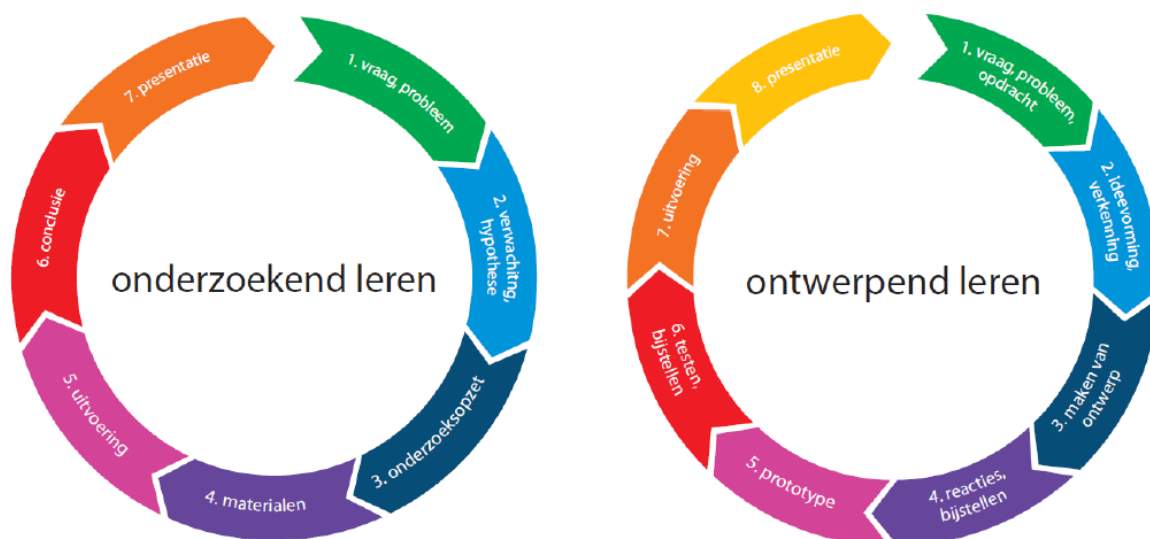 onderzoekend leren
1. vraag, probleem
2. verwachting,
hypothese
3. onderzoeksopzet
4. materialen
5. uitvoering
6. conclusie
7. presentatie
ontwerpend leren
1. vraag, probleem,
opdracht
2. ideevorming,
verkenning
3. maken van
ontwerp
4. reacties,
bijstellen
5. prototype
6. testen,
bijstellen
7. uitvoering
8. presentatie